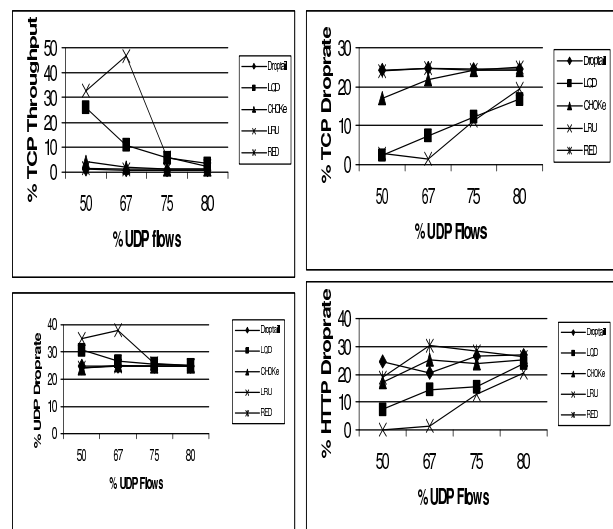 % TCP Throughput
50
40
30
20
10
0
50 67 75 80
% UDP flows
Droptail
LQD
CHOKe
LRU
RED
% TCP Droprate
30
20
10
0
50 67 75 80
% UDP Flows
Droptail
LQD
CHOKe
LRU
RED
% UDP Droprate
40
30
20
10
0
50 67 75 80
% UDP Flows
Droptail
LQD
CHOKe
LRU
RED
% HTTP Droprate
40
30
20
10
0
50 67 75 80
% UDP Flows
Droptail
LQD
CHOKe
LRU
RED